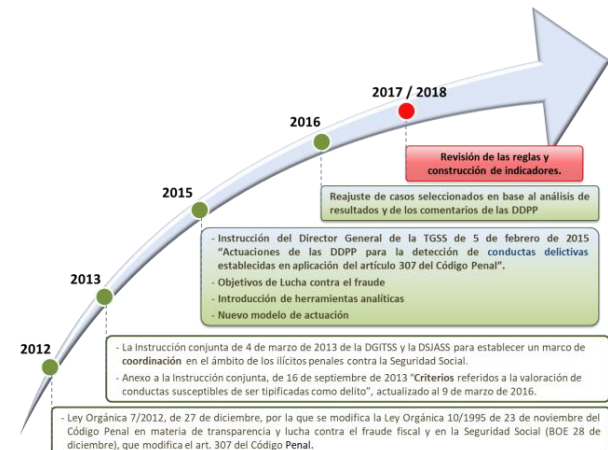 2017 / 2018
2016
Revisión de las reglas y
construcción de indicadores.
2015
Reajuste de casos seleccionados en base al análisis de
resultados y de los comentarios de las DDPP
- Instrucción del Director General de la TGSS de 5 de febrero de 2015
"Actuaciones de las DDPP para la detección de conductas delictivas
establecidas en aplicación del artículo 307 del Código Penal".
- Objetivos de Lucha contra el fraude
- Introducción de herramientas analíticas
- Nuevo modelo de actuación
2013
- La Instrucción conjunta de 4 de marzo de 2013 de la DGITSS y la DSJASS para establecer un marco de
coordinación en el ámbito de los ilícitos penales contra la Seguridad Social.
- Anexo a la Instrucción conjunta, de 16 de septiembre de 2013 "Criterios referidos a la valoración de
conductas susceptibles de ser tipificadas como delito", actualizado al 9 de marzo de 2016.
2012
- Ley Orgánica 7/2012, de 27 de diciembre, por la que se modifica la Ley Orgánica 10/1995 de 23 de noviembre del
Código Penal en materia de transparencia y lucha contra el fraude fiscal y en la Seguridad Social (BOE 28 de
diciembre), que modifica el art. 307 del Código Penal.